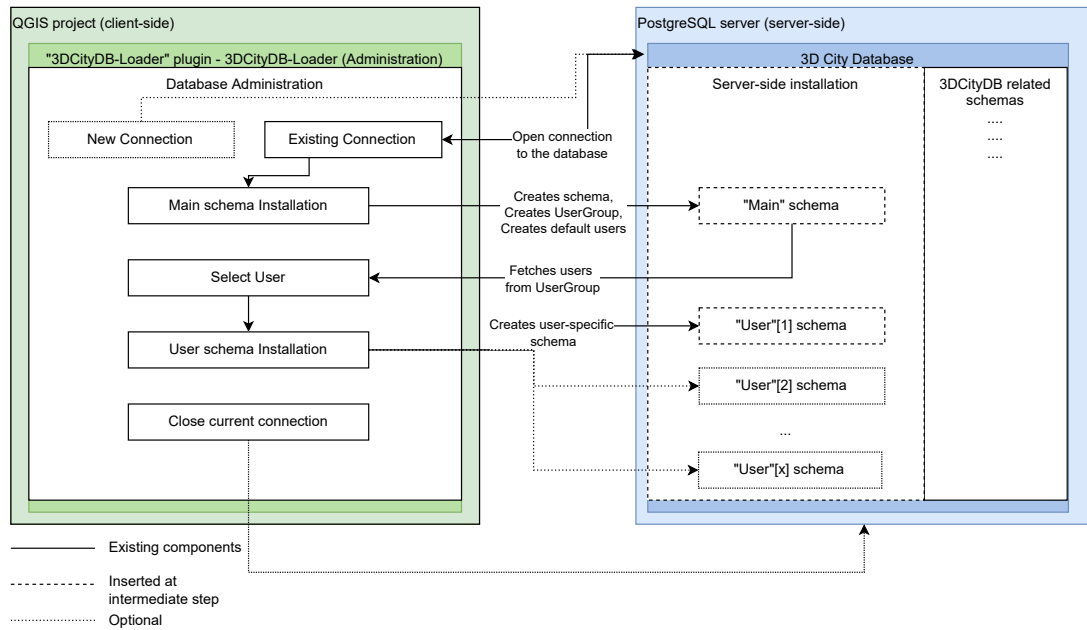 QGIS project (client-side)
"3DCityDB-Loader" plugin - 3DCityDB-Loader (Administration)
Database Administration
New Connection
Existing Connection
Main schema Installation
Select User
User schema Installation
Close current connection
Open connection
to the database
Creates schema,
Creates UserGroup,
Creates default users
Fetches users
from UserGroup
Creates user-specific
schema
PostgreSQL server (server-side)
3D City Database
Server-side installation
"Main" schema
"User"[1] schema
"User"[2] schema
...
"User"[x] schema
3DCityDB related
schemas
....
....
....
Existing components
Inserted at
intermediate step
Optional